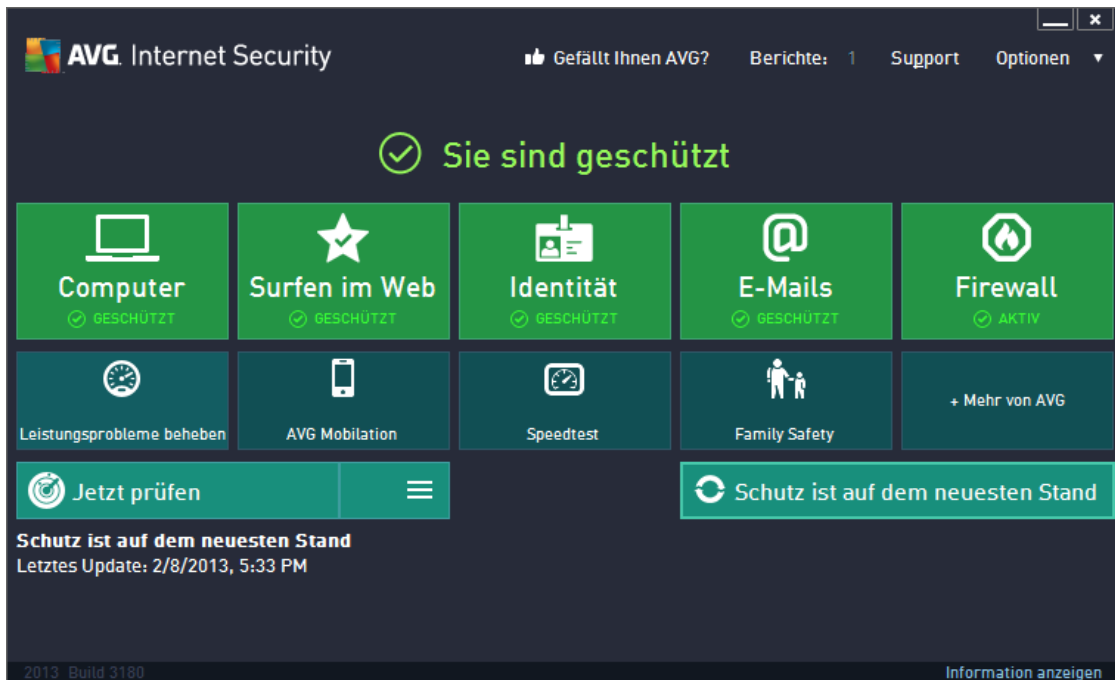 AVG. Internet Security
Gefällt Ihnen AVG?
Berichte: 1
Support
Optionen
Sie sind geschützt
Computer
GESCHÜTZT
Surfen im Web
GESCHÜTZT
Identität
GESCHÜTZT
E-Mails
GESCHÜTZT
Firewall
AKTIV
Leistungsprobleme beheben
AVG Mobilation
Speedtest
Family Safety
+ Mehr von AVG
Jetzt prüfen
Schutz ist auf dem neuesten Stand
Schutz ist auf dem neuesten Stand
Letztes Update: 2/8/2013, 5:33 PM
2013 Build 3180
Information anzeigen